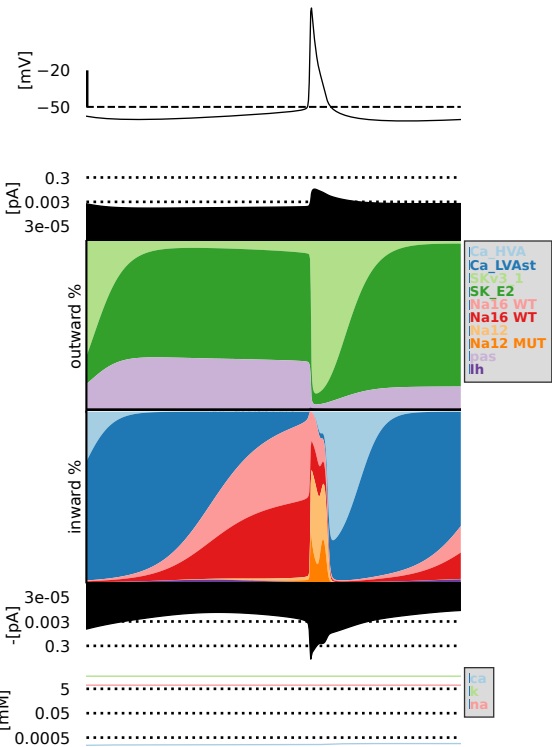 [mV]
−20
−50
[pA]
0.3
0.003
3e-05
outward %
Ca_HVA
Ca_LVAst
SKv3_1
SK_E2
Na16 WT
Na16 WT
Na12
Na12 MUT
pas
Ih
inward %
-[pA]
3e-05
0.003
0.3
[mM]
5
0.05
0.0005
ca
k
na